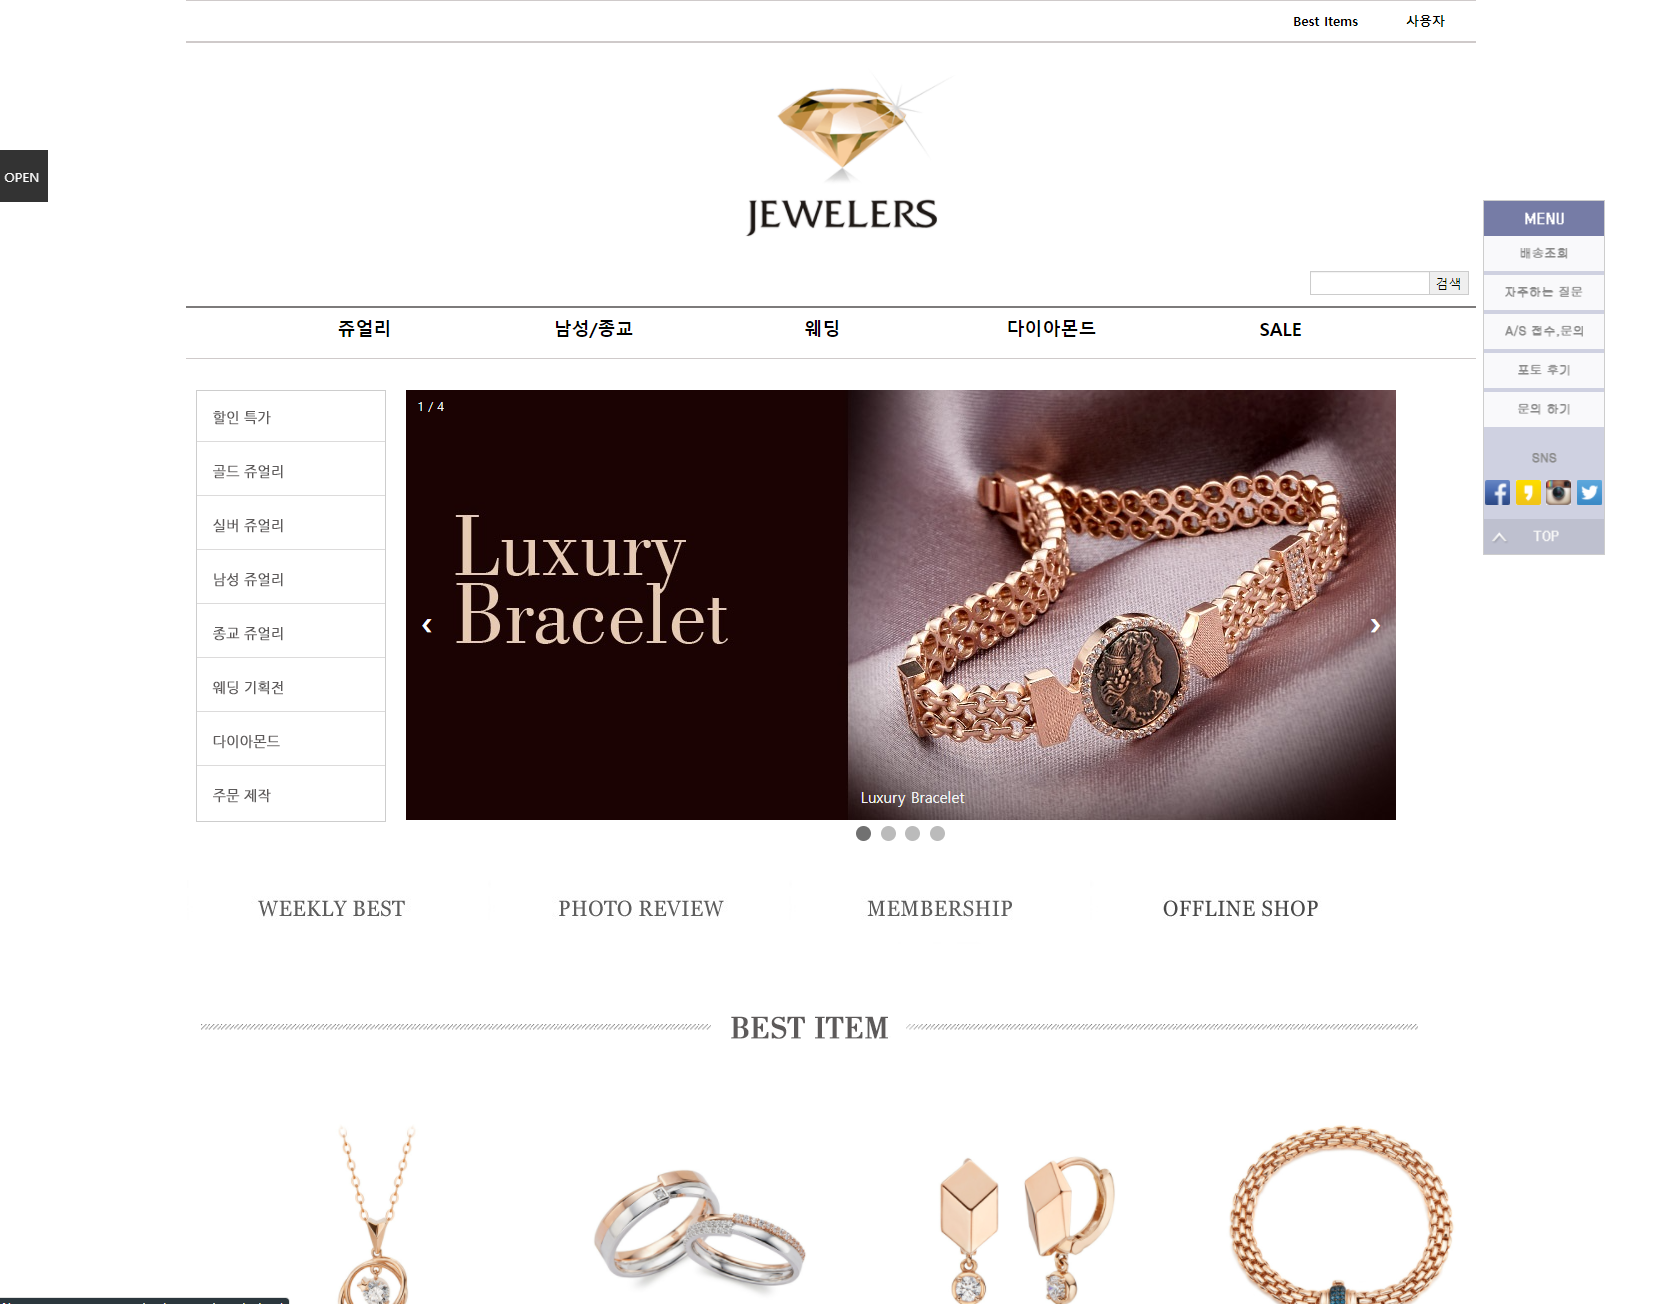 Best Items 사용자
JEWELERS
OPEN
검색
쥬얼리 남성/종교 웨딩 다이아몬드 SALE
할인 특가
골드 쥬얼리
실버 쥬얼리
남성 쥬얼리
종교 쥬얼리
웨딩 기획전
다이아몬드
주문 제작
1 / 4
Luxury
Bracelet
❮
❯
Luxury Bracelet
MENU
배송조회
자주하는 질문
A/S 접수,문의
포토 후기
문의 하기
SNS
TOP
WEEKLY BEST PHOTO REVIEW MEMBERSHIP OFFLINE SHOP
BEST ITEM